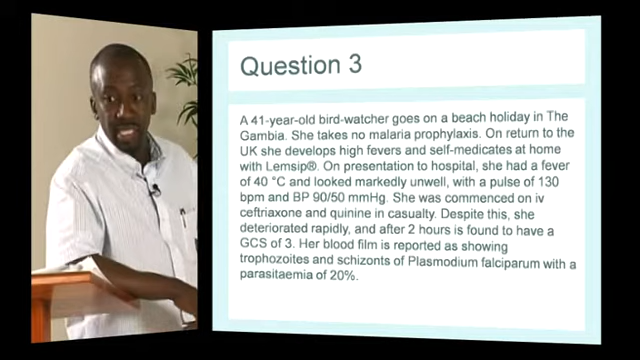 Question 3
A 41-year-old bird-watcher goes on a beach holiday in The
Gambia. She takes no malaria prophylaxis. On return to the
UK she develops high fevers and self-medicates at home
with Lemsip®. On presentation to hospital, she had a fever
of 40 °C and looked markedly unwell, with a pulse of 130
bpm and BP 90/50 mmHg. She was commenced on iv
ceftriaxone and quinine in casualty. Despite this, she
deteriorated rapidly, and after 2 hours is found to have a
GCS of 3. Her blood film is reported as showing
trophozoites and schizonts of Plasmodium falciparum with a
parasitaemia of 20%.